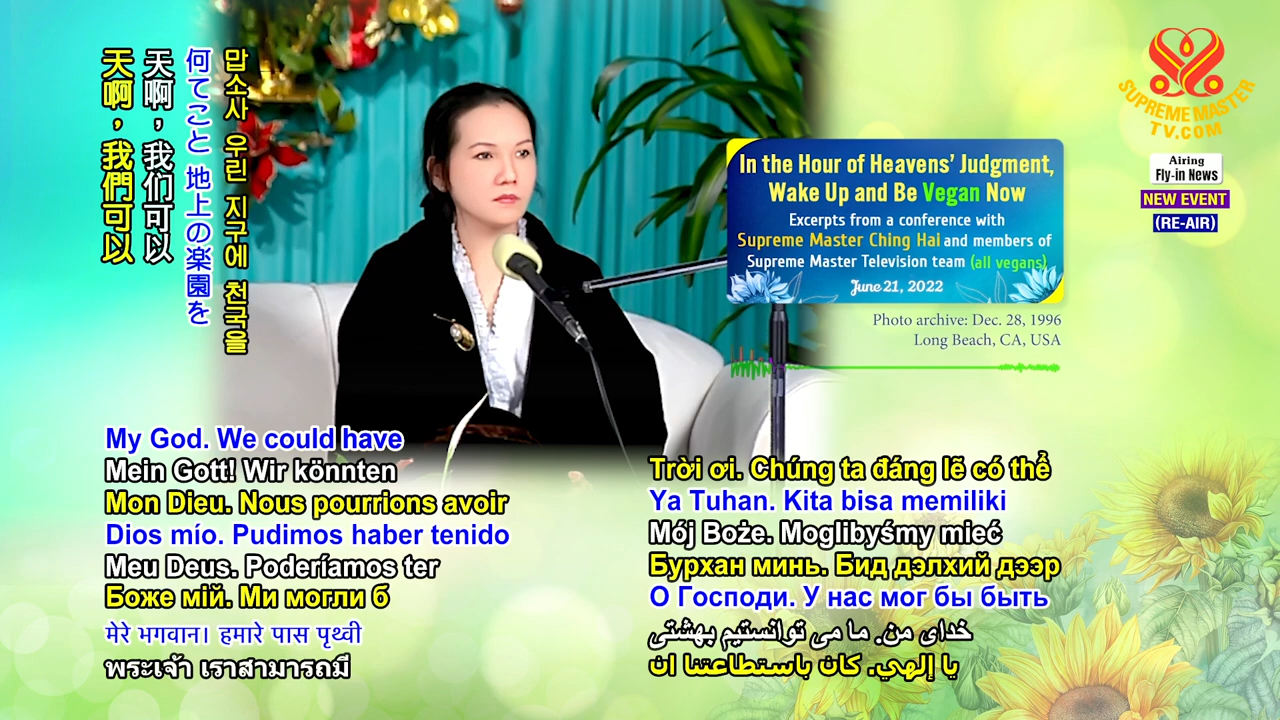 天啊，我們可以
天啊，我们可以
何てこと 地上の楽園を
맙소사 우린 지구에 천국을
SUPREME MASTER
TV.COM
Airing
Fly-in News
NEW EVENT
(RE-AIR)
In the Hour of Heavens’ Judgment,
Wake Up and Be Vegan Now
Excerpts from a conference with
Supreme Master Ching Hai and members of
Supreme Master Television team (all vegans)
June 21, 2022
Photo archive: Dec. 28, 1996
Long Beach, CA, USA
My God. We could have
Mein Gott! Wir könnten
Mon Dieu. Nous pourrions avoir
Dios mío. Pudimos haber tenido
Meu Deus. Poderíamos ter
Боже мій. Ми могли б
मेरे भगवान। हमारे पास पृथ्वी
พระเจ้า เราสามารถมี
Trời ơi. Chúng ta đáng lẽ có thể
Ya Tuhan. Kita bisa memiliki
Mój Boże. Moglibyśmy mieć
Бурхан минь. Бид дэлхий дээр
О Господи. У нас мог бы быть
خدای من. ما می توانستیم بهشتی
يا إلهي. كان باستطاعتنا ان